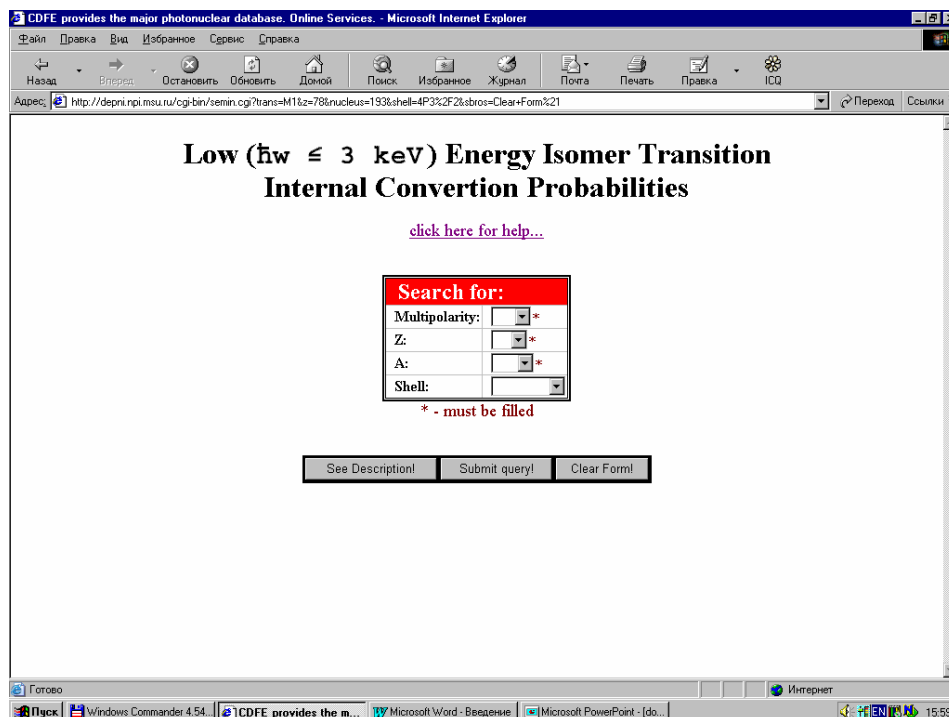 CDFE provides the major photonuclear database. Online Services. - Microsoft Internet Explorer
Файл Правка Вид Избранное Сервис Справка
Назад Вперед Остановить Обновить Домой Поиск Избранное Журнал Почта Печать Правка ICQ
Адрес: http://depni.npi.msu.ru/cgi-bin/semin.cgi?trans=M1&z=78&nucleus=193&shell=4P3%2F2&sbros=Clear+Form%21 Переход Ссылки
Low (ħw ≤ 3 keV) Energy Isomer Transition
Internal Convertion Probabilities
click here for help...
Search for:
Multipolarity: *
Z: *
A: *
Shell:
* - must be filled
See Description! Submit query! Clear Form!
Готово Интернет
Пуск Windows Commander 4.54... CDFE provides the m... Microsoft Word - Введение Microsoft PowerPoint - [do... EN